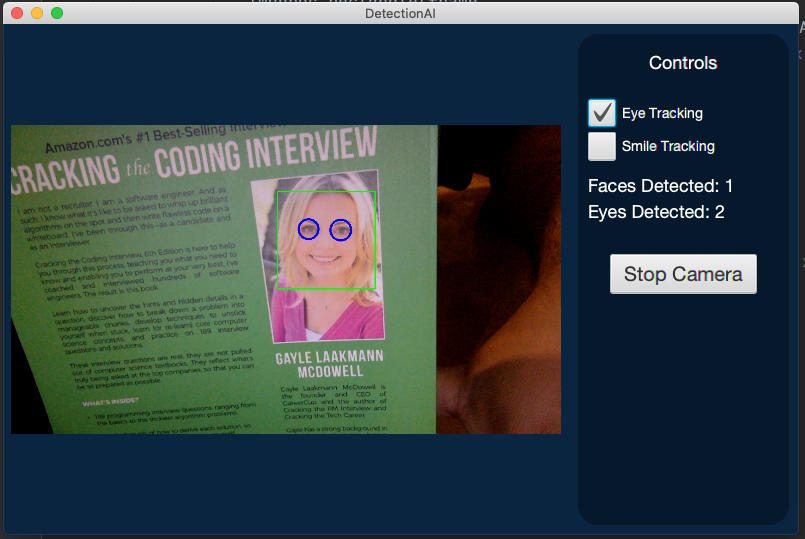 DetectionAI
Controls
Eye Tracking
Smile Tracking
Faces Detected: 1
Eyes Detected: 2
Stop Camera
Amazon.com's #1 Best-Selling Interview
CRACKING the CODING INTERVIEW
I am not a recruiter. I am a software engineer. And as
such, I know what it's like to be asked to whip up brilliant
algorithms on the spot and then write flawless code on a
whiteboard. I've been through this—as a candidate and
as an interviewer.
Cracking the Coding Interview, 6th Edition is here to help
you through this process, teaching you what you need to
know and enabling you to perform at your very best. I've
coached and interviewed hundreds of software
engineers. The result is this book.
Learn how to uncover the hints and hidden details in a
question, discover how to break down a problem into
manageable chunks, develop techniques to unstick
yourself when stuck, learn (or re-learn) core computer
science concepts, and practice on 189 interview
questions and solutions.
These interview questions are real; they are not pulled
out of computer science textbooks. They reflect what's
truly being asked at the top companies, so that you can
be as prepared as possible.
WHAT'S INSIDE?
• 189 programming interview questions, ranging from
the basics to the trickiest algorithm problems.
of how to derive each solution, so
GAYLE LAAKMANN
MCDOWELL
Gayle Laakmann McDowell is
the founder and CEO of
CareerCup and the author of
Cracking the PM Interview and
Cracking the Tech Career.
Gayle has a strong background in